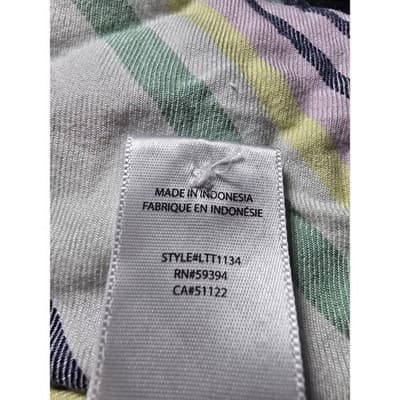 MADE IN INDONESIA
FABRIQUE EN INDONÉSIE
STYLE#LTT1134
RN#59394
CA#51122